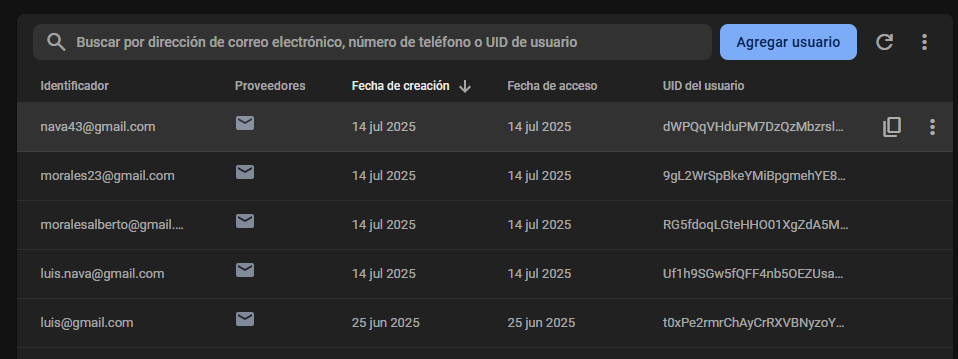 Buscar por dirección de correo electrónico, número de teléfono o UID de usuario Agregar usuario
Identificador Proveedores Fecha de creación Fecha de acceso UID del usuario
nava43@gmail.com 14 jul 2025 14 jul 2025 dWPQqVHduPM7DzQzMbzrsl...
morales23@gmail.com 14 jul 2025 14 jul 2025 9gL2WrSpBkeYMiBpgmehYE8...
moralesalberto@gmail.... 14 jul 2025 14 jul 2025 RG5fdoqLGteHHO01XgZdA5M...
luis.nava@gmail.com 14 jul 2025 14 jul 2025 Uf1h9SGw5fQFF4nb5OEZUsa...
luis@gmail.com 25 jun 2025 25 jun 2025 t0xPe2rmrChAyCrRXVBNyzoY...